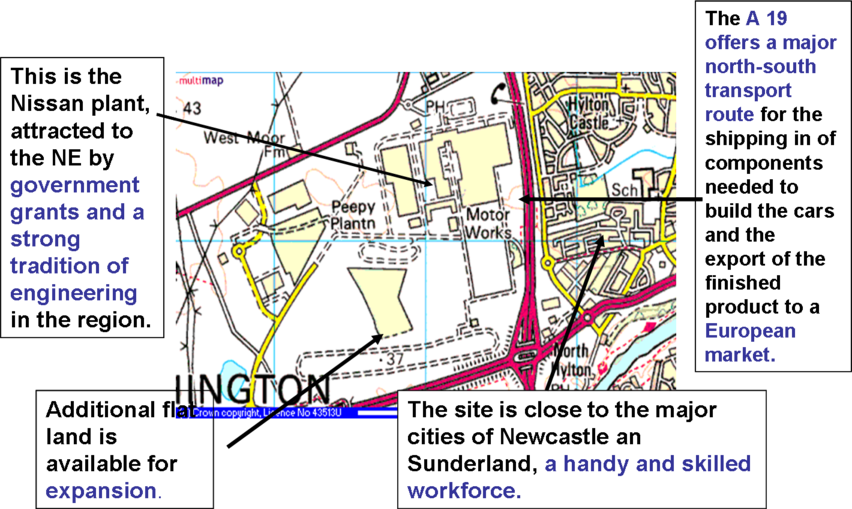 This is the
Nissan plant,
attracted to
the NE by
government
grants and a
strong
tradition of
engineering
in the region.
multimap
43
West Moor
Fm
PH
Hylton
Castle
Sch
Peepy
Plantn
Motor
Works
37
North
Hylton
INGTON
Crown copyright, Licence No 43513U
The A 19
offers a major
north-south
transport
route for the
shipping in of
components
needed to
build the cars
and the
export of the
finished
product to a
European
market.
Additional flat
land is
available for
expansion.
The site is close to the major
cities of Newcastle an
Sunderland, a handy and skilled
workforce.